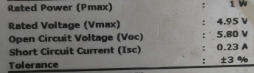 Rated Power (Pmax) : 1 W
Rated Voltage (Vmax) : 4.95 V
Open Circuit Voltage (Voc) : 5.80 V
Short Circuit Current (Isc) : 0.23 A
Tolerance : ±3 %